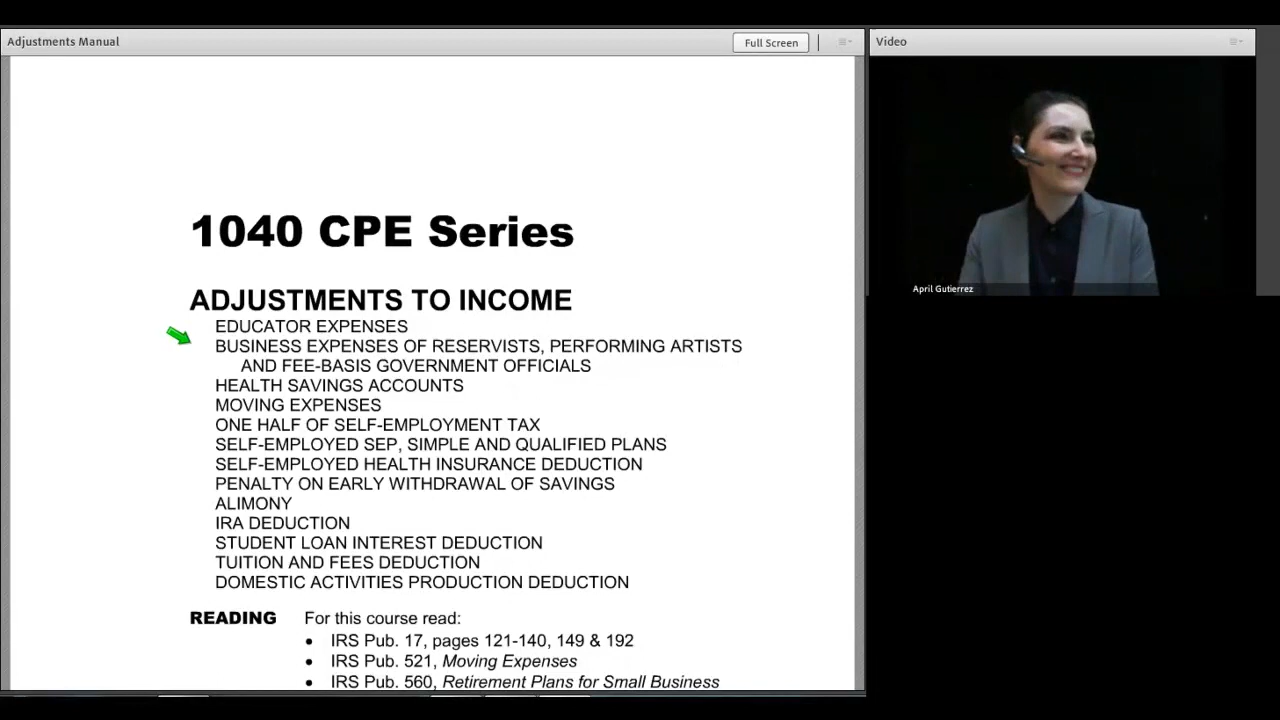 Adjustments Manual
Full Screen
Video
1040 CPE Series
ADJUSTMENTS TO INCOME
EDUCATOR EXPENSES
BUSINESS EXPENSES OF RESERVISTS, PERFORMING ARTISTS
AND FEE-BASIS GOVERNMENT OFFICIALS
HEALTH SAVINGS ACCOUNTS
MOVING EXPENSES
ONE HALF OF SELF-EMPLOYMENT TAX
SELF-EMPLOYED SEP, SIMPLE AND QUALIFIED PLANS
SELF-EMPLOYED HEALTH INSURANCE DEDUCTION
PENALTY ON EARLY WITHDRAWAL OF SAVINGS
ALIMONY
IRA DEDUCTION
STUDENT LOAN INTEREST DEDUCTION
TUITION AND FEES DEDUCTION
DOMESTIC ACTIVITIES PRODUCTION DEDUCTION
READING For this course read:
• IRS Pub. 17, pages 121-140, 149 & 192
• IRS Pub. 521, Moving Expenses
• IRS Pub. 560, Retirement Plans for Small Business
April Gutierrez